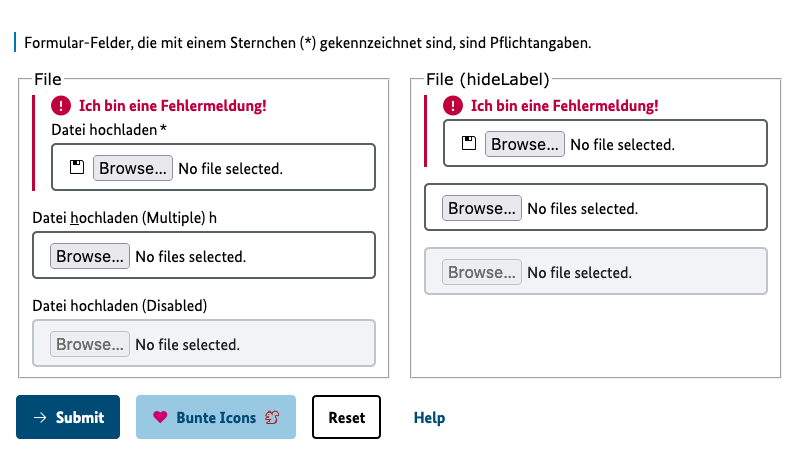 Formular-Felder, die mit einem Sternchen (*) gekennzeichnet sind, sind Pflichtangaben.
File
Ich bin eine Fehlermeldung!
Datei hochladen *
Browse... No file selected.
Datei hochladen (Multiple) h
Browse... No files selected.
Datei hochladen (Disabled)
Browse... No file selected.
File (hideLabel)
Ich bin eine Fehlermeldung!
Browse... No file selected.
Browse... No files selected.
Browse... No file selected.
Submit
Bunte Icons
Reset
Help